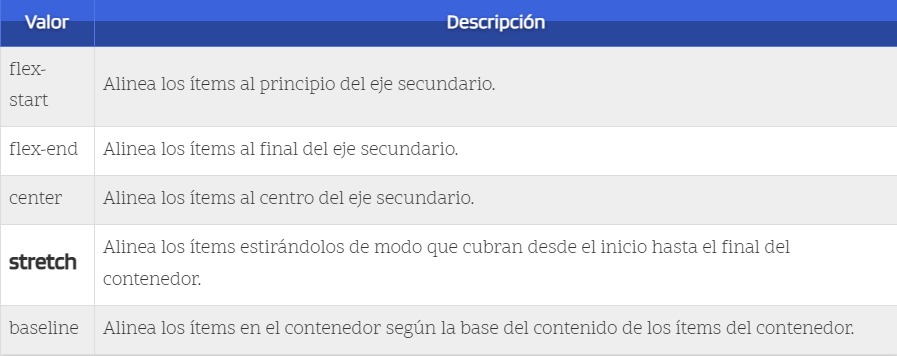 Valor Descripción
flex-
start
Alinea los ítems al principio del eje secundario.
flex-end Alinea los ítems al final del eje secundario.
center Alinea los ítems al centro del eje secundario.
stretch
Alinea los ítems estirándolos de modo que cubran desde el inicio hasta el final del
contenedor.
baseline Alinea los ítems en el contenedor según la base del contenido de los ítems del contenedor.